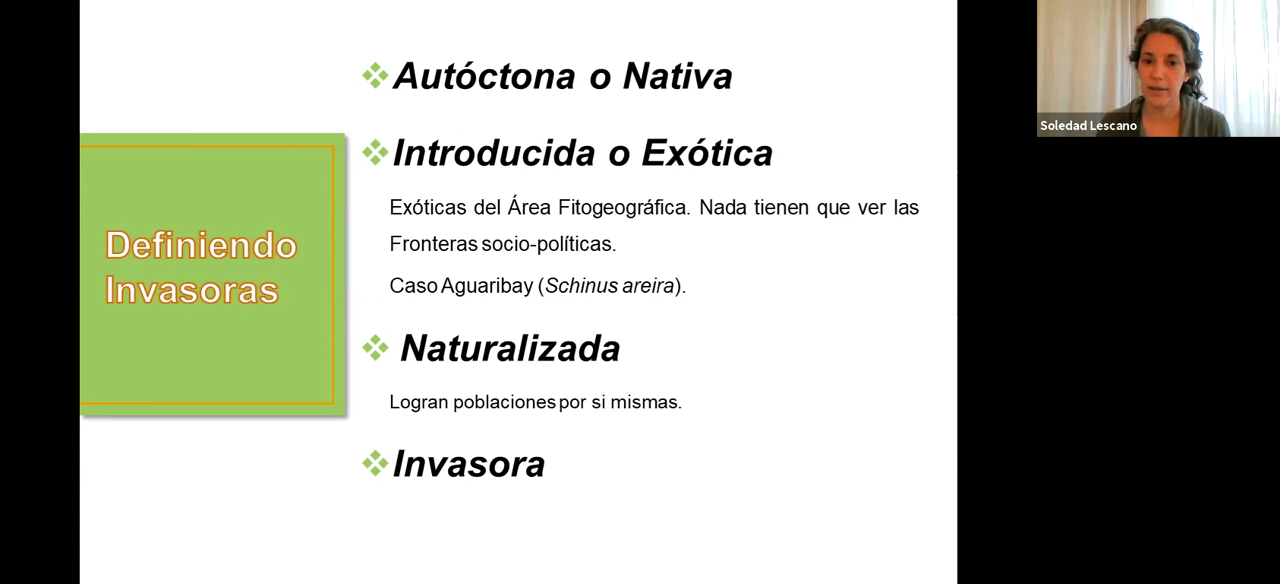 Autóctona o Nativa
Introducida o Exótica
Exóticas del Área Fitogeográfica. Nada tienen que ver las
Fronteras socio-políticas.
Caso Aguaribay (Schinus areira).
Naturalizada
Logran poblaciones por si mismas.
Invasora
Definiendo
Invasoras
Soledad Lescano